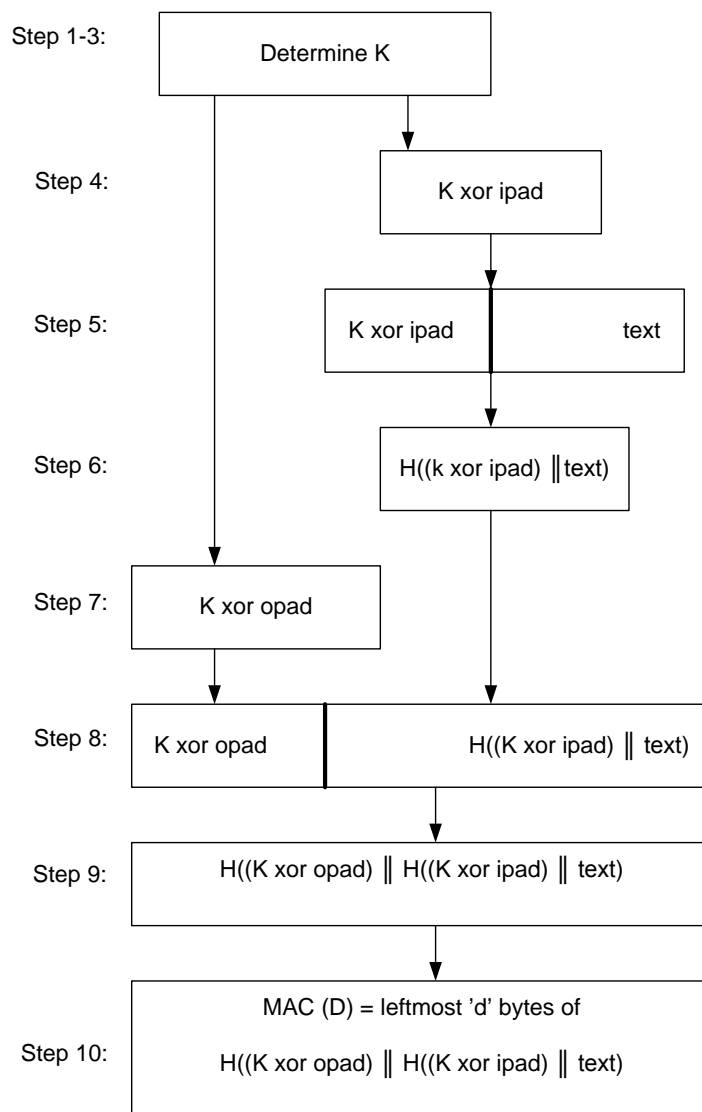 Step 1-3:
Determine K
Step 4:
K xor ipad
Step 5:
K xor ipad text
Step 6:
H((k xor ipad) ║text)
Step 7:
K xor opad
Step 8:
K xor opad H((K xor ipad) ║ text)
Step 9:
H((K xor opad) ║ H((K xor ipad) ║ text)
Step 10:
MAC (D) = leftmost 'd' bytes of
H((K xor opad) ║ H((K xor ipad) ║ text)